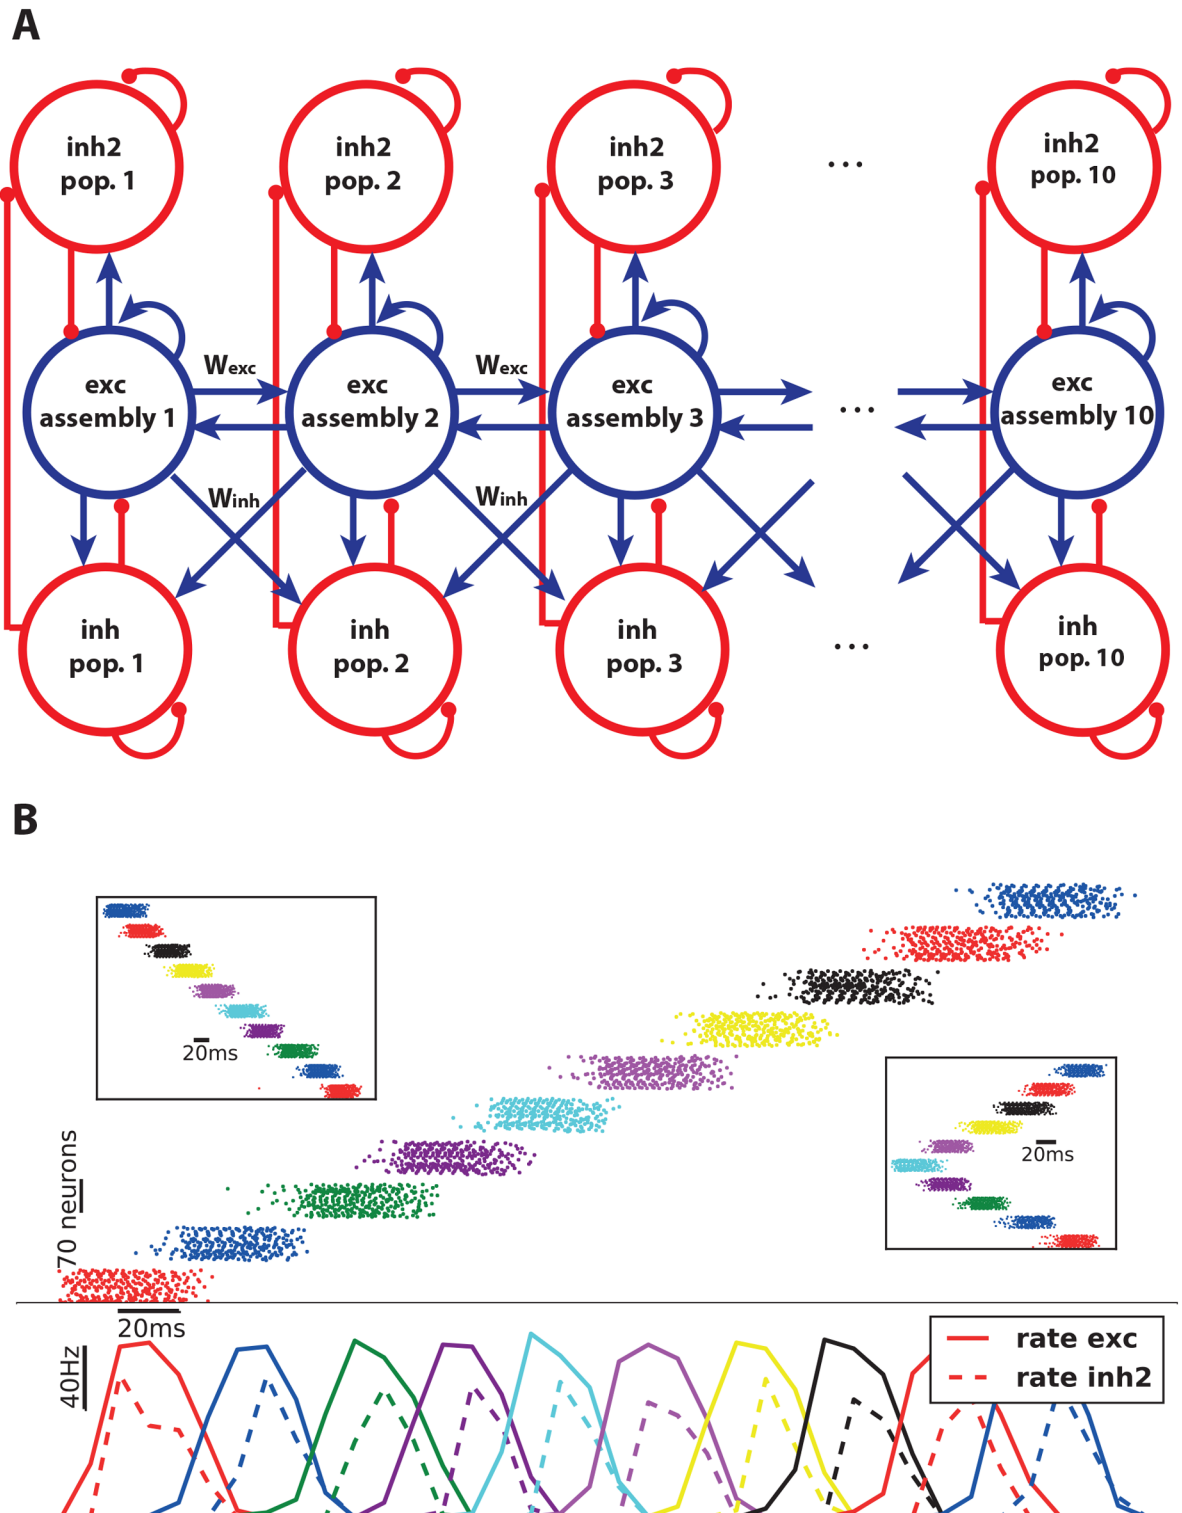 A
inh2
pop. 1
inh2
pop. 2
inh2
pop. 3
...
inh2
pop. 10
exc
assembly 1
Wexc
exc
assembly 2
Wexc
exc
assembly 3
...
exc
assembly 10
Winh
Winh
inh
pop. 1
inh
pop. 2
inh
pop. 3
...
inh
pop. 10
B
20ms
20ms
70 neurons
20ms
40Hz
rate exc
rate inh2